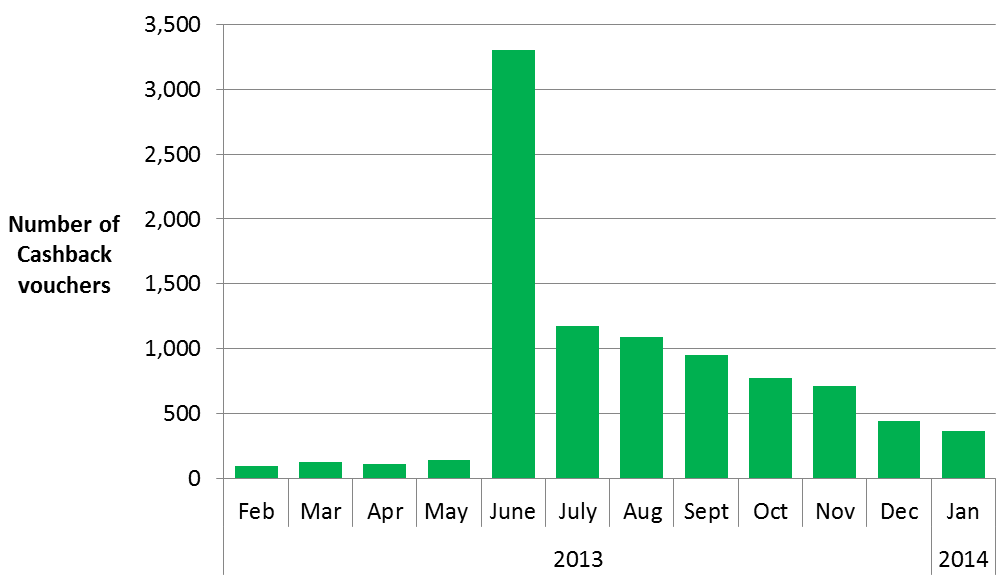 3,500
3,000
2,500
2,000
1,500
1,000
500
0
Number of
Cashback
vouchers
Feb Mar Apr May June July Aug Sept Oct Nov Dec Jan
2013 2014